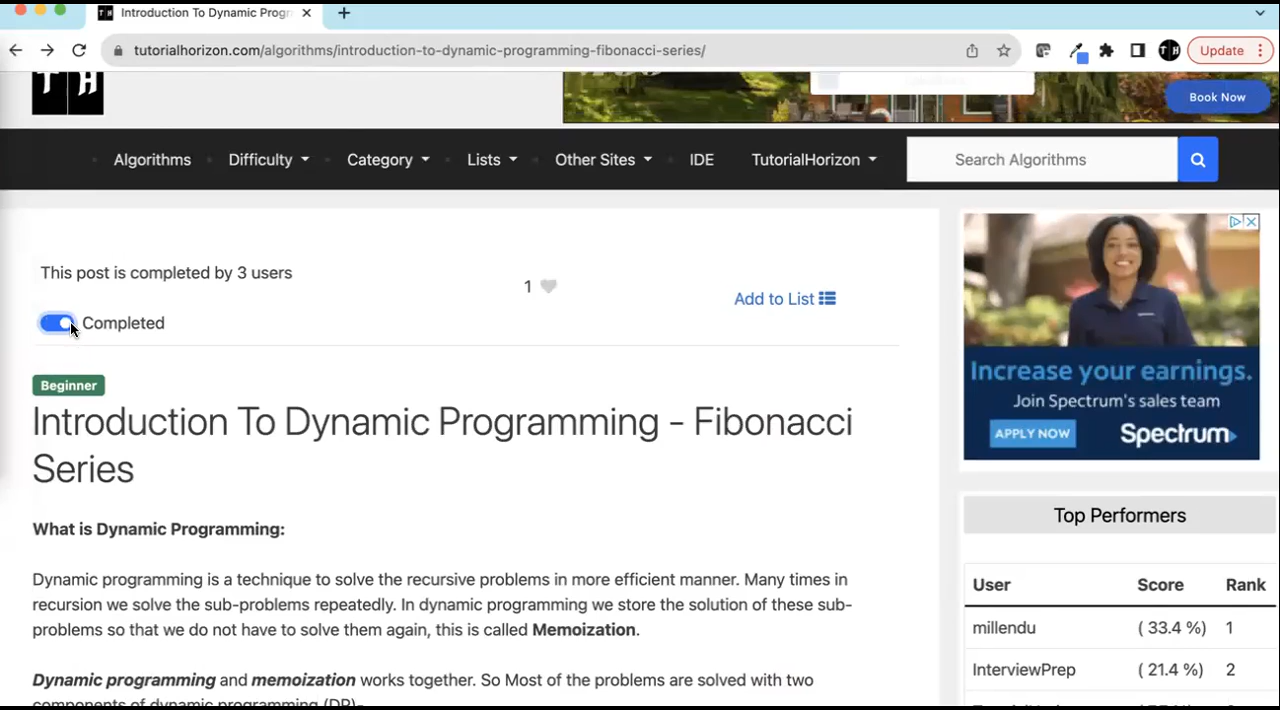 Introduction To Dynamic Prog
tutorialhorizon.com/algorithms/introduction-to-dynamic-programming-fibonacci-series/
Update
T H
Book Now
Algorithms
Difficulty
Category
Lists
Other Sites
IDE
TutorialHorizon
Search Algorithms
This post is completed by 3 users
1
Add to List
Completed
Beginner
Introduction To Dynamic Programming - Fibonacci
Series
What is Dynamic Programming:
Dynamic programming is a technique to solve the recursive problems in more efficient manner. Many times in
recursion we solve the sub-problems repeatedly. In dynamic programming we store the solution of these sub-
problems so that we do not have to solve them again, this is called Memoization.
Dynamic programming and memoization works together. So Most of the problems are solved with two
components of dynamic programming (DP)-
Increase your earnings.
Join Spectrum's sales team
APPLY NOW
Spectrum
Top Performers
User Score Rank
millendu ( 33.4 %) 1
InterviewPrep ( 21.4 %) 2